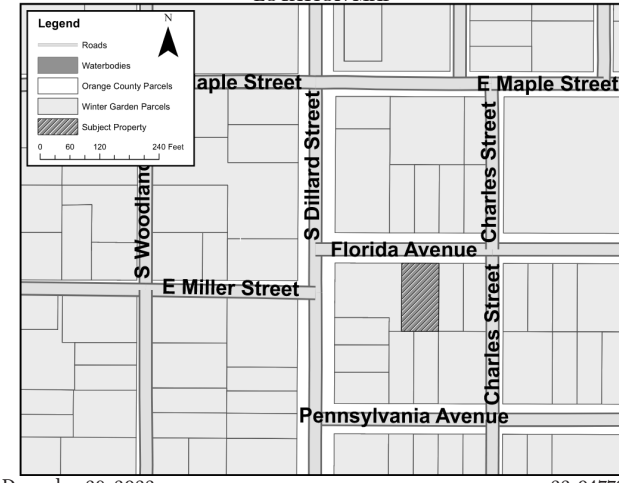 Legend
N
Roads
Waterbodies
Orange County Parcels
Winter Garden Parcels
Subject Property
0 60 120 240 Feet
aple Street
E Maple Street
S Dillard Street
Charles Street
S Woodland
Florida Avenue
E Miller Street
Charles Street
Pennsylvania Avenue